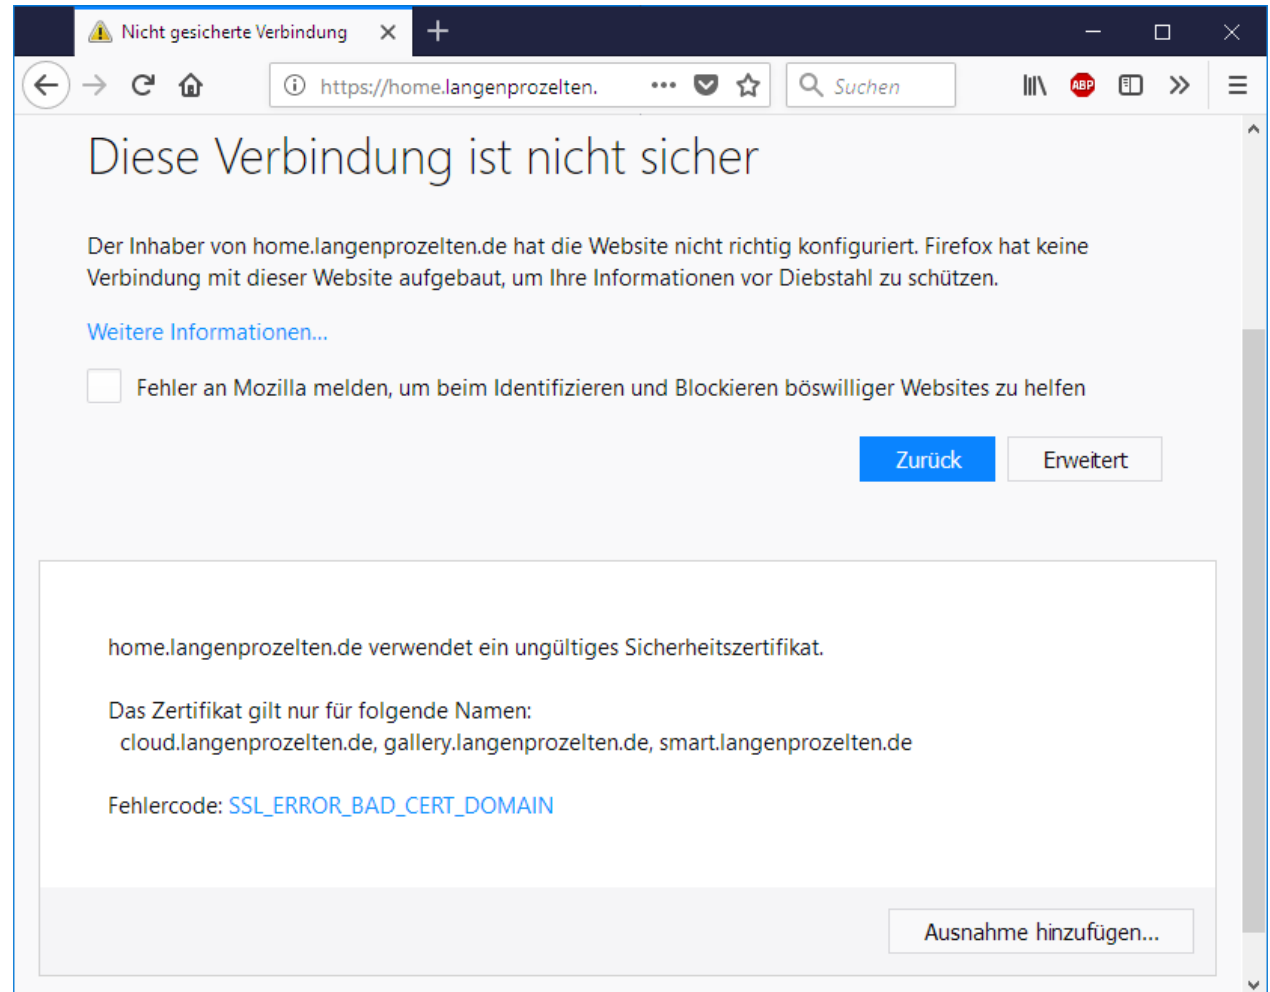 Nicht gesicherte Verbindung
https://home.langenprozelten.
Suchen
ABP
Diese Verbindung ist nicht sicher
Der Inhaber von home.langenprozelten.de hat die Website nicht richtig konfiguriert. Firefox hat keine
Verbindung mit dieser Website aufgebaut, um Ihre Informationen vor Diebstahl zu schützen.
Weitere Informationen...
Fehler an Mozilla melden, um beim Identifizieren und Blockieren böswilliger Websites zu helfen
Zurück
Erweitert
home.langenprozelten.de verwendet ein ungültiges Sicherheitszertifikat.
Das Zertifikat gilt nur für folgende Namen:
cloud.langenprozelten.de, gallery.langenprozelten.de, smart.langenprozelten.de
Fehlercode: SSL_ERROR_BAD_CERT_DOMAIN
Ausnahme hinzufügen...